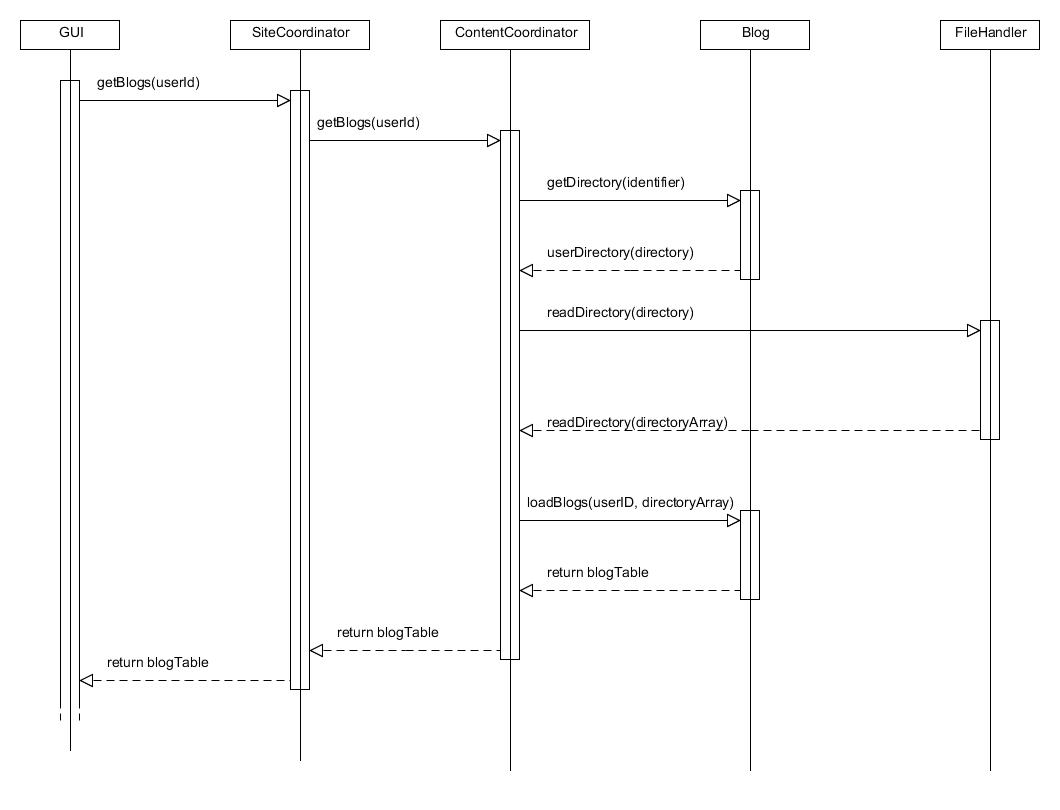 GUI
SiteCoordinator
ContentCoordinator
Blog
FileHandler
getBlogs(userId)
getBlogs(userId)
getDirectory(identifier)
userDirectory(directory)
readDirectory(directory)
readDirectory(directoryArray)
loadBlogs(userID, directoryArray)
return blogTable
return blogTable
return blogTable